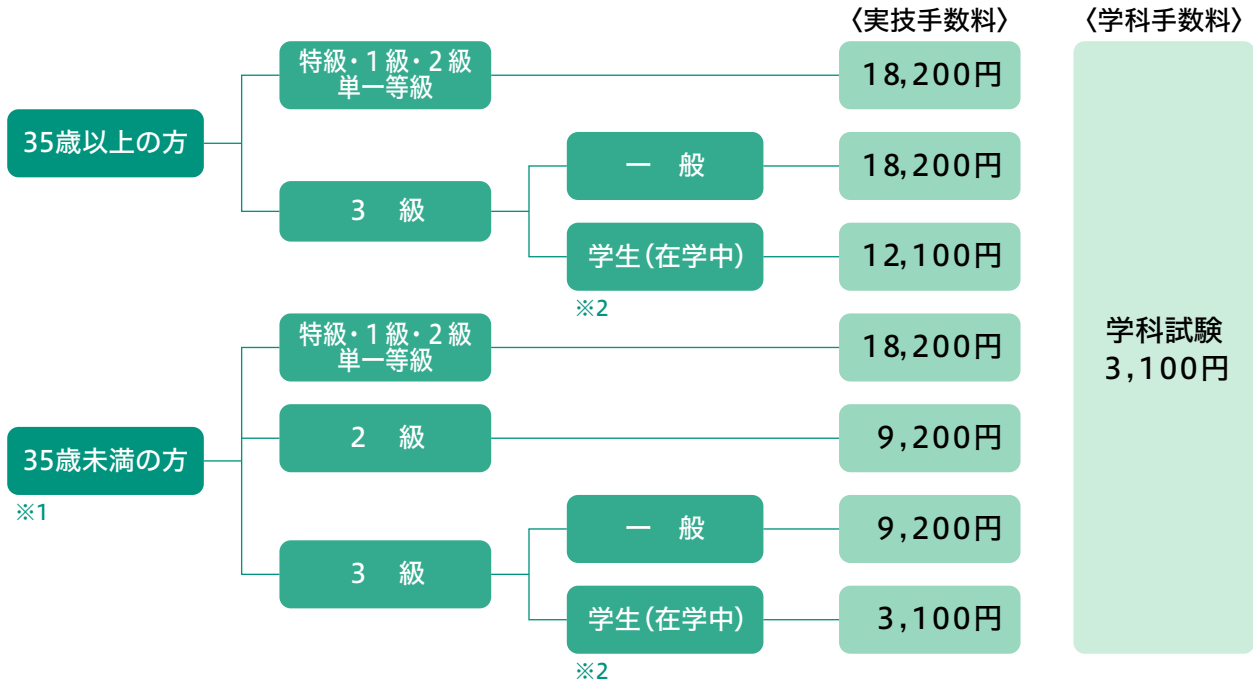 〈実技手数料〉 〈学科手数料〉
特級・1級・2級
単一等級
18,200円
35歳以上の方
一 般
18,200円
3 級
学生(在学中)
12,100円
※2
特級・1級・2級
単一等級
18,200円
学科試験
3,100円
2 級
9,200円
35歳未満の方
※1
一 般
9,200円
3 級
学生(在学中)
3,100円
※2